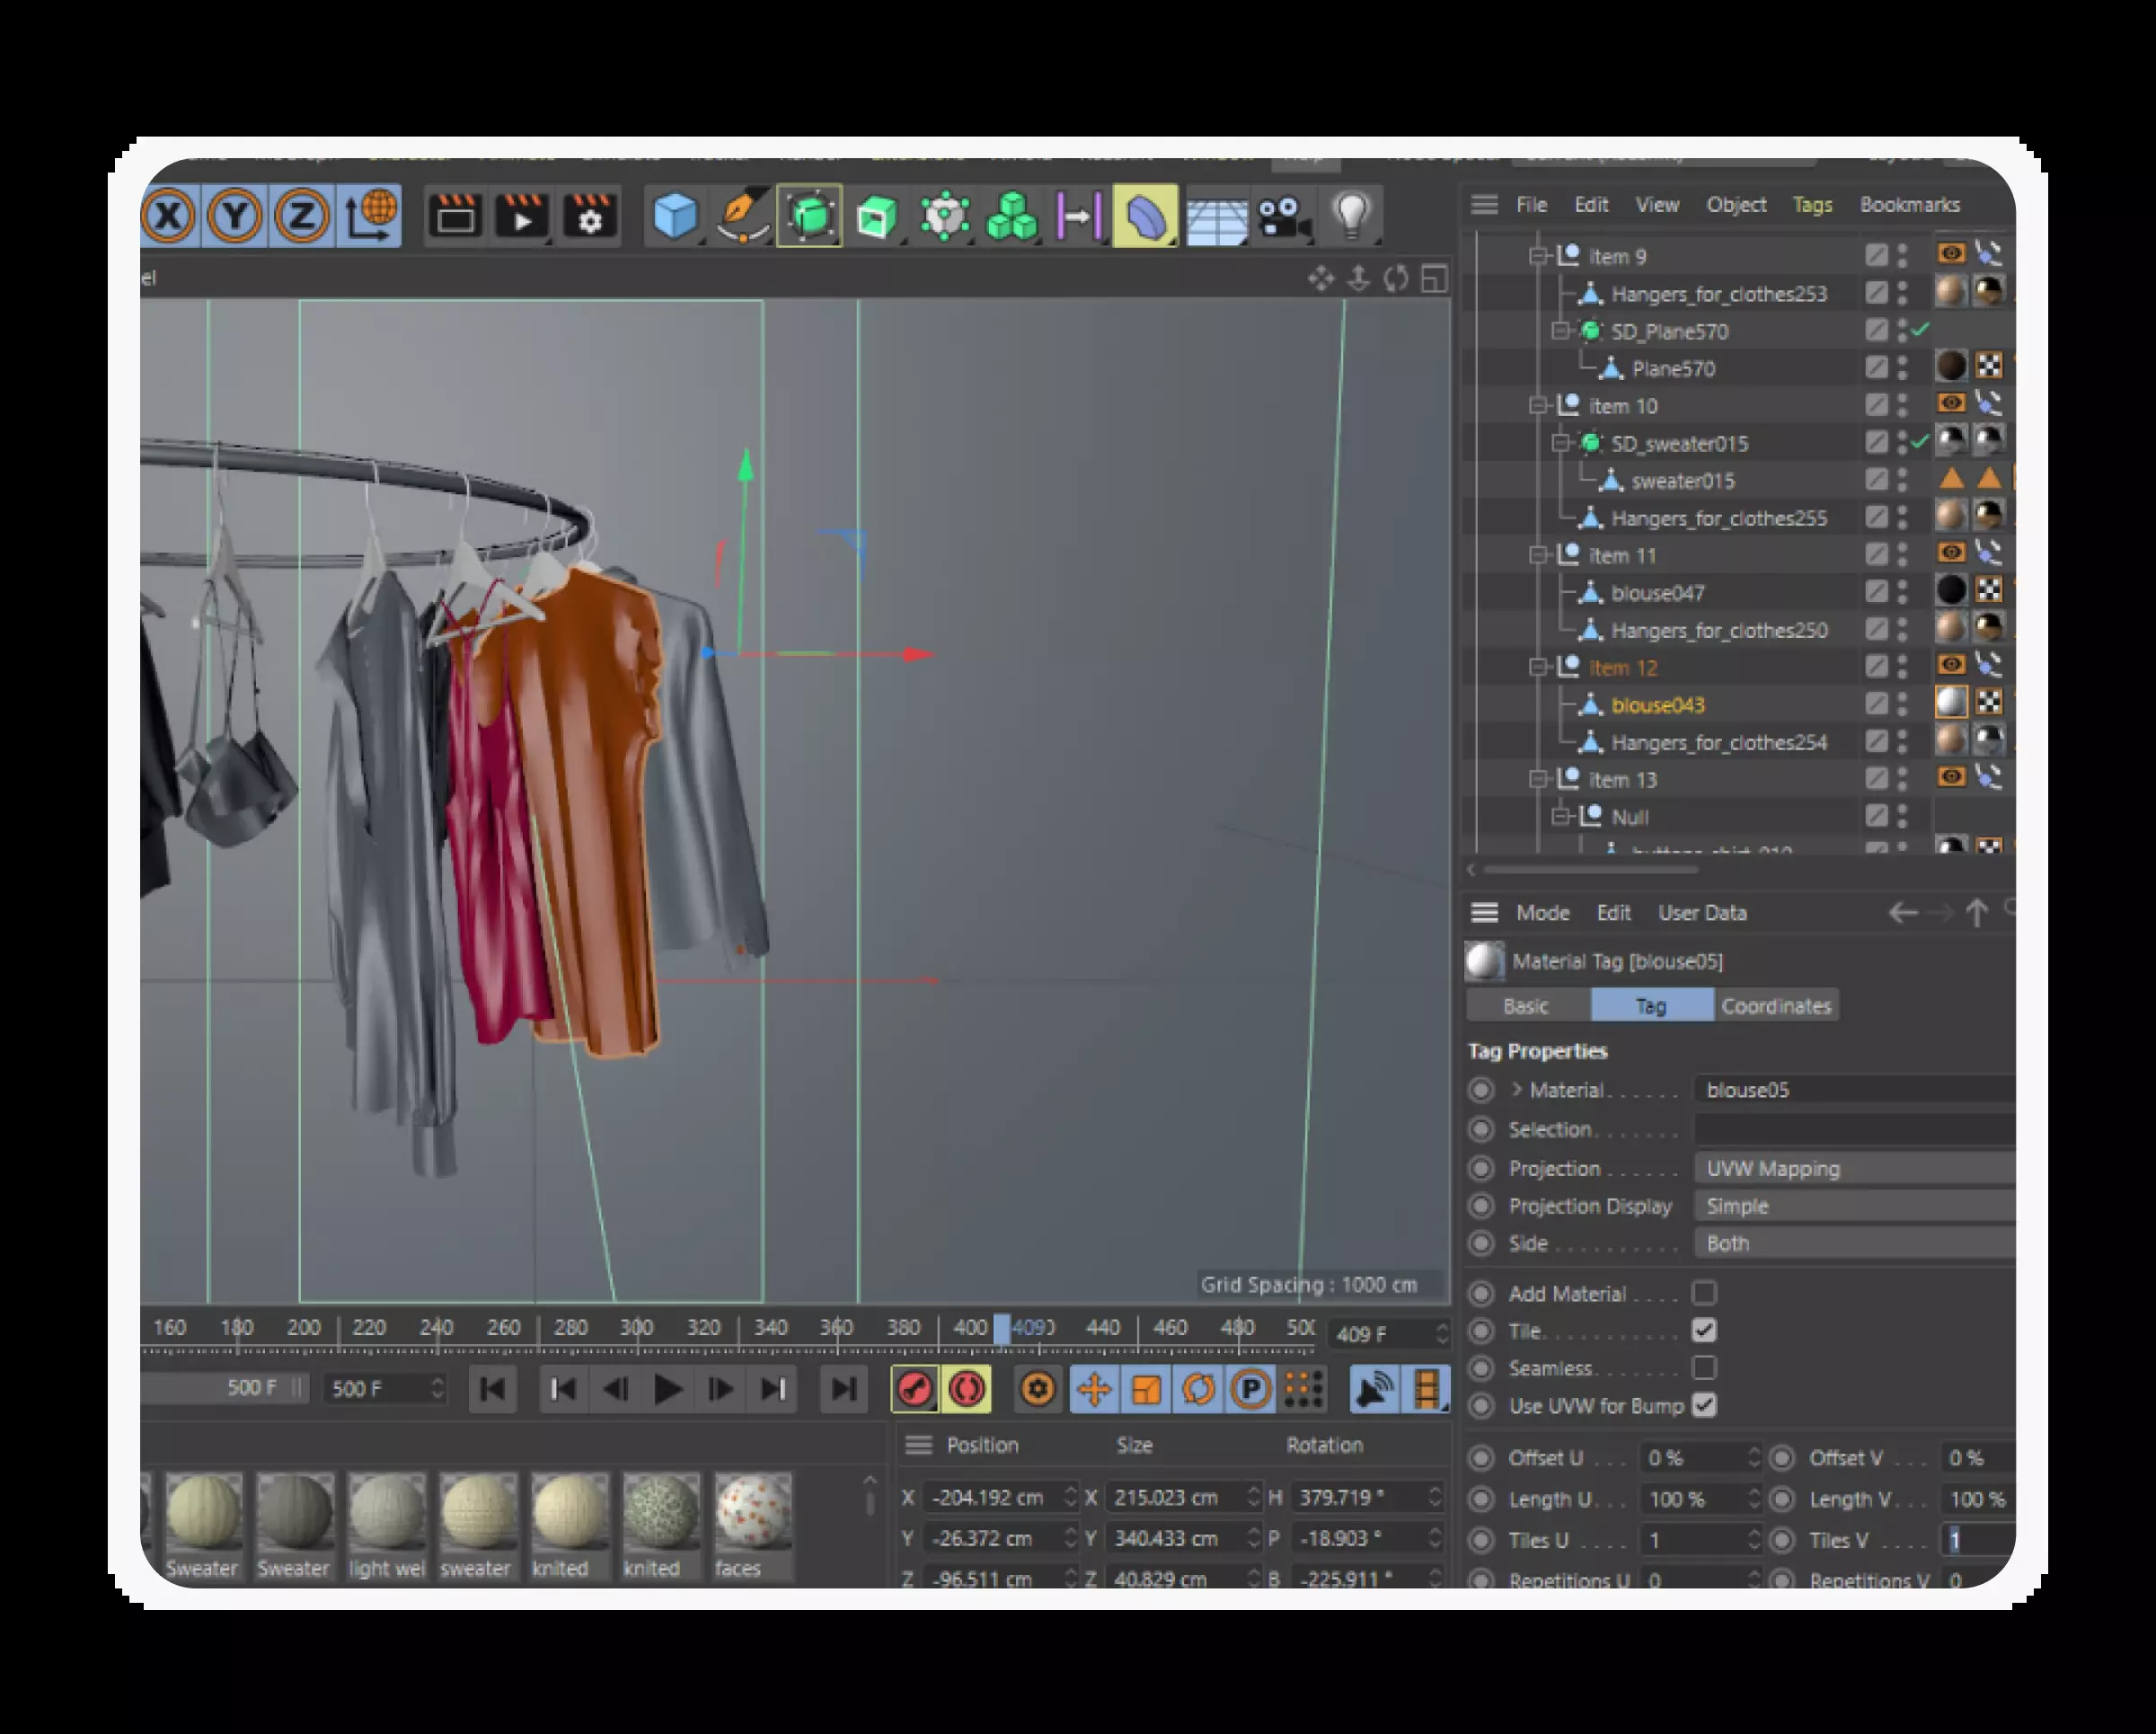 X Y Z
File Edit View Object Tags Bookmarks
el
item 9
Hangers_for_clothes253
SD_Plane570
Plane570
item 10
SD_sweater015
sweater015
Hangers_for_clothes255
item 11
blouse047
Hangers_for_clothes250
item 12
blouse043
Hangers_for_clothes254
item 13
Null
Mode Edit User Data
Material Tag [blouse05]
Basic Tag Coordinates
Tag Properties
> Material. . . . . . blouse05
Selection. . . . . . .
Projection . . . . . . UVW Mapping
Projection Display Simple
Side . . . . . . . . . . Both
Add Material . . . .
Tile. . . . . . . . . . .
Seamless. . . . . . .
Use UVW for Bump
Offset U . . . 0 % Offset V . . . 0 %
Length U. . . 100 % Length V. . . 100 %
Tiles U . . . . 1 Tiles V . . . . 1
Repetitions U 0 Repetitions V 0
Grid Spacing : 1000 cm
160 180 200 220 240 260 280 300 320 340 360 380 400 409 440 460 480 500 409 F
500 F 500 F
P
Position Size Rotation
X -204.192 cm X 215.023 cm H 379.719 °
Y -26.372 cm Y 340.433 cm P -18.903 °
Z -96.511 cm Z 40.829 cm B -225.911 °
Sweater Sweater light wei sweater knited knited faces